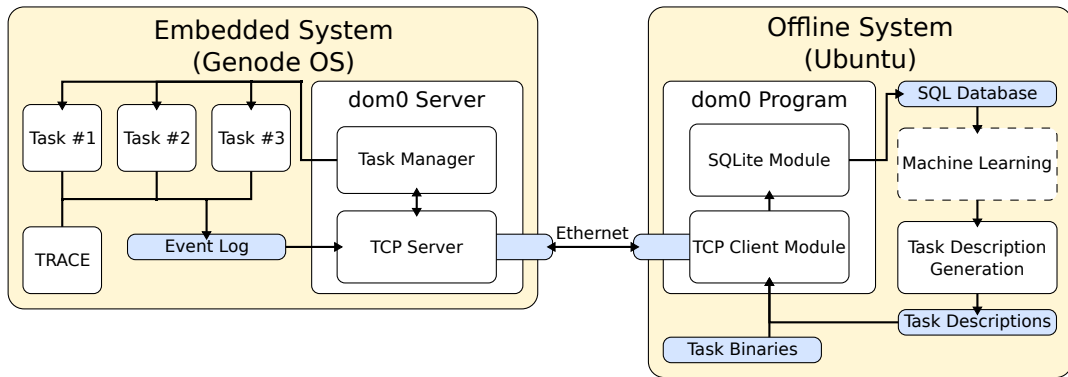 Embedded System
(Genode OS)
Task #1
Task #2
Task #3
dom0 Server
Task Manager
TCP Server
Event Log
TRACE
Ethernet
Offline System
(Ubuntu)
dom0 Program
SQLite Module
TCP Client Module
SQL Database
Machine Learning
Task Description
Generation
Task Descriptions
Task Binaries